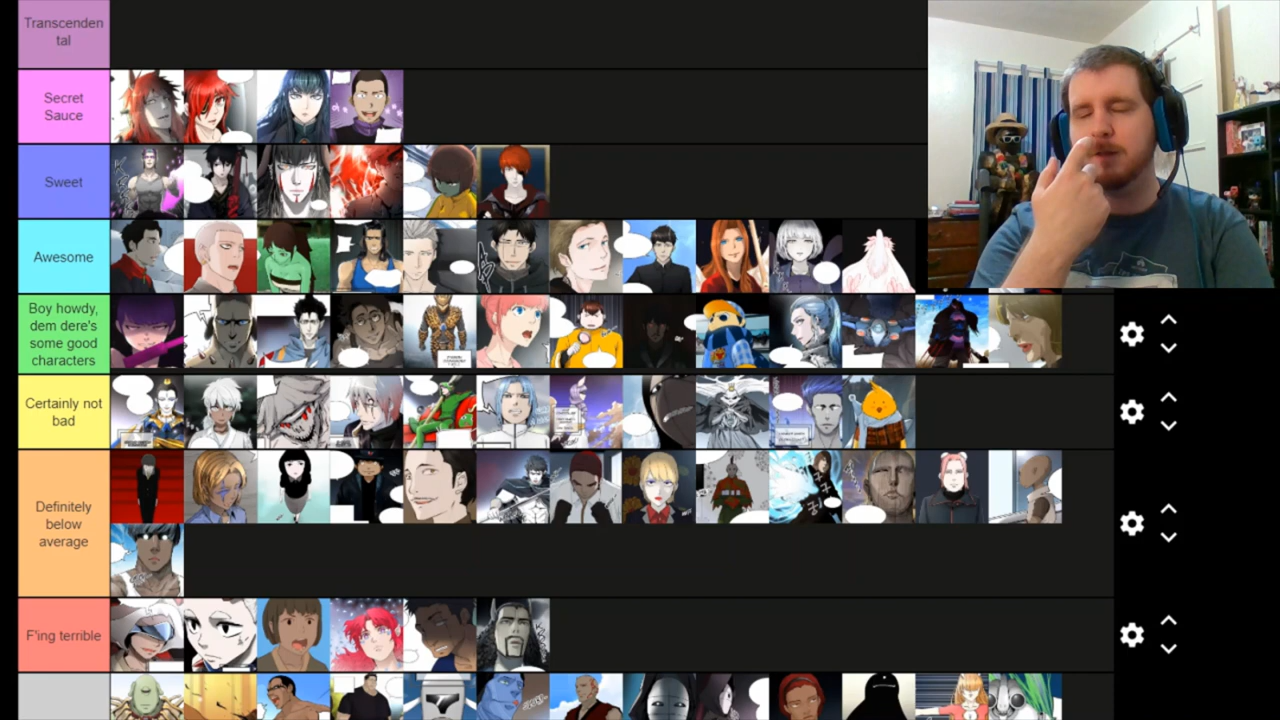 Transcenden
tal
Secret
Sauce
Sweet
Awesome
Boy howdy,
dem dere's
some good
characters
Certainly not
bad
Definitely
below
average
F'ing terrible